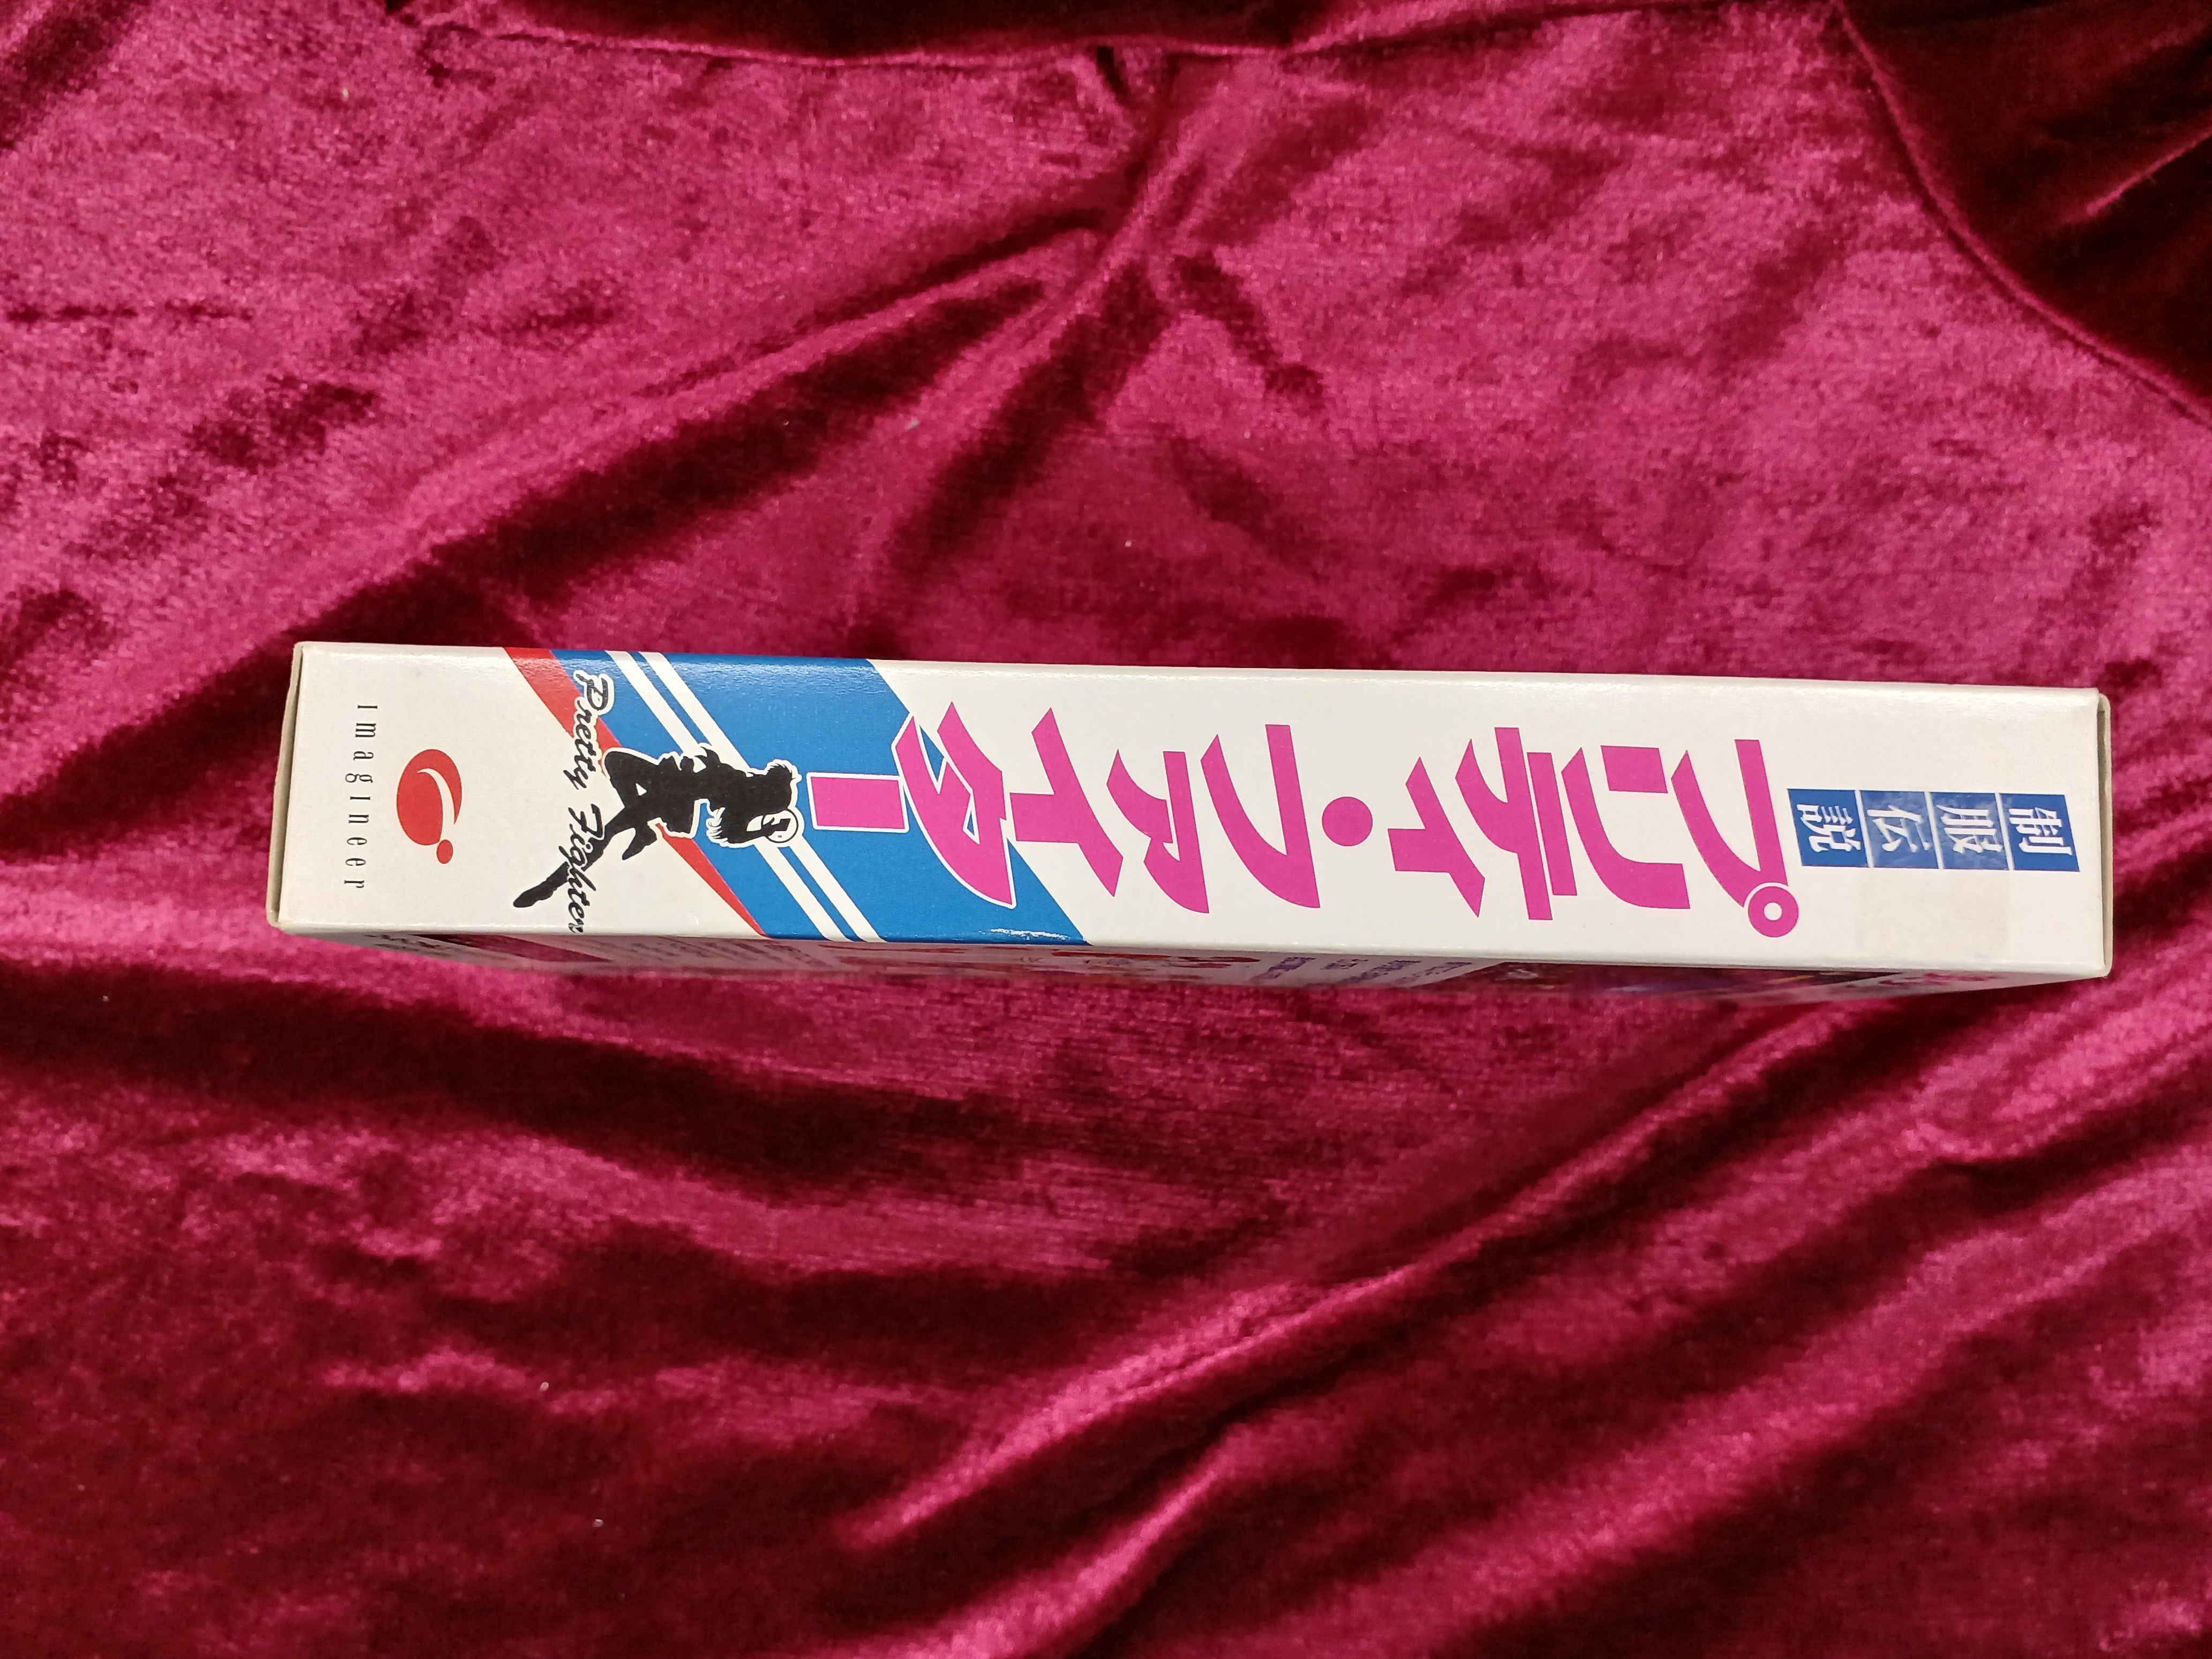 制服伝説
プリティ・ファイター
Pretty Fighter
Imagineer